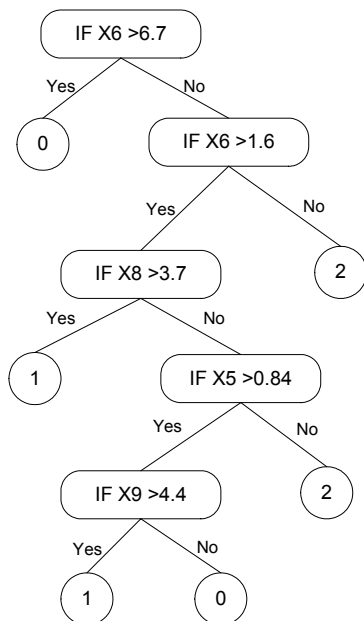 IF X6 >6.7
Yes
No
0
IF X6 >1.6
Yes
No
IF X8 >3.7
2
Yes
No
1
IF X5 >0.84
Yes
No
IF X9 >4.4
2
Yes
No
1
0